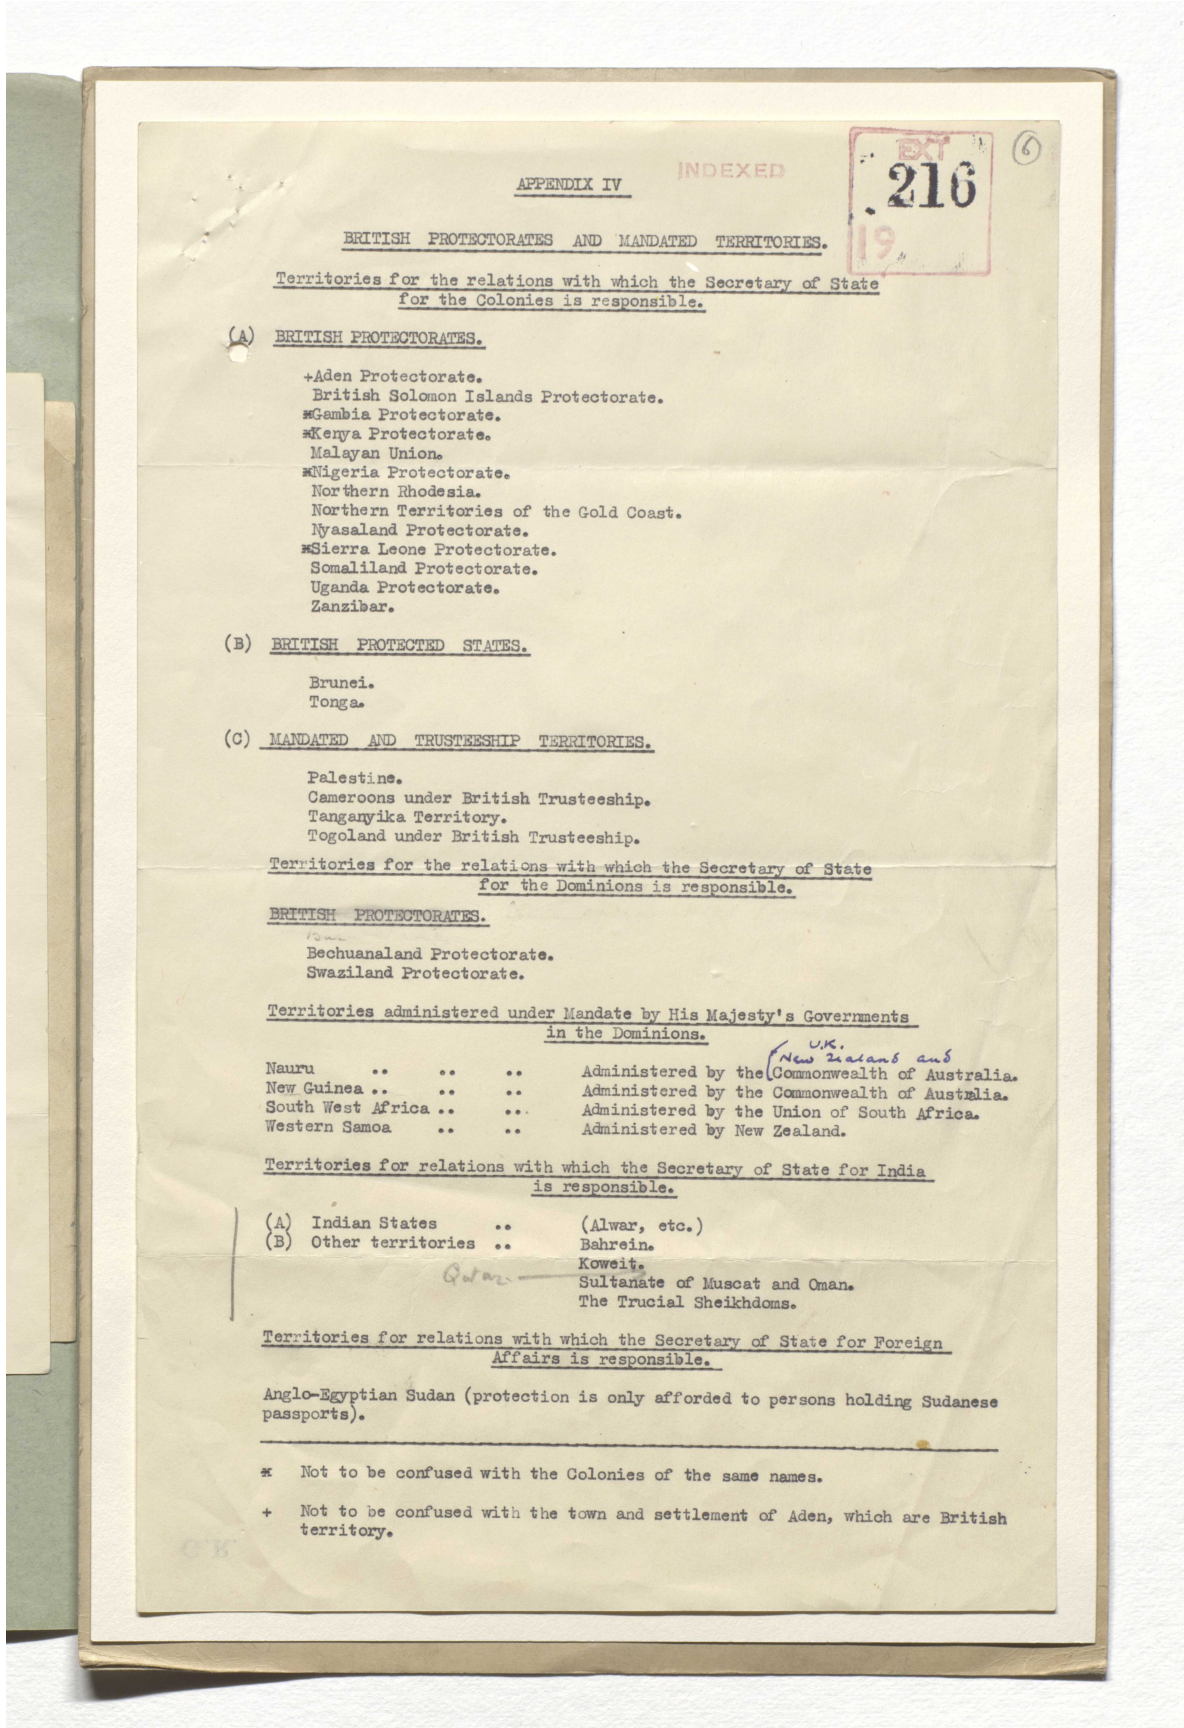 INDEXED
EXT
216
19
6
APPENDIX IV
BRITISH PROTECTORATES AND MANDATED TERRITORIES.
Territories for the relations with which the Secretary of State
for the Colonies is responsible.
(A) BRITISH PROTECTORATES.
+Aden Protectorate.
British Solomon Islands Protectorate.
*Gambia Protectorate.
*Kenya Protectorate.
Malayan Union.
*Nigeria Protectorate.
Northern Rhodesia.
Northern Territories of the Gold Coast.
Nyasaland Protectorate.
*Sierra Leone Protectorate.
Somaliland Protectorate.
Uganda Protectorate.
Zanzibar.
(B) BRITISH PROTECTED STATES.
Brunei.
Tonga.
(C) MANDATED AND TRUSTEESHIP TERRITORIES.
Palestine.
Cameroons under British Trusteeship.
Tanganyika Territory.
Togoland under British Trusteeship.
Territories for the relations with which the Secretary of State
for the Dominions is responsible.
BRITISH PROTECTORATES.
Bechuanaland Protectorate.
Swaziland Protectorate.
Territories administered under Mandate by His Majesty's Governments
in the Dominions.
U.K.
New Zealand and
Nauru .. .. .. Administered by the Commonwealth of Australia.
New Guinea .. .. .. Administered by the Commonwealth of Australia.
South West Africa .. .. Administered by the Union of South Africa.
Western Samoa .. .. Administered by New Zealand.
Territories for relations with which the Secretary of State for India
is responsible.
(A) Indian States .. (Alwar, etc.)
(B) Other territories .. Bahrein.
Koweit.
Qatar
Sultanate of Muscat and Oman.
The Trucial Sheikhdoms.
Territories for relations with which the Secretary of State for Foreign
Affairs is responsible.
Anglo-Egyptian Sudan (protection is only afforded to persons holding Sudanese
passports).
* Not to be confused with the Colonies of the same names.
+ Not to be confused with the town and settlement of Aden, which are British
territory.